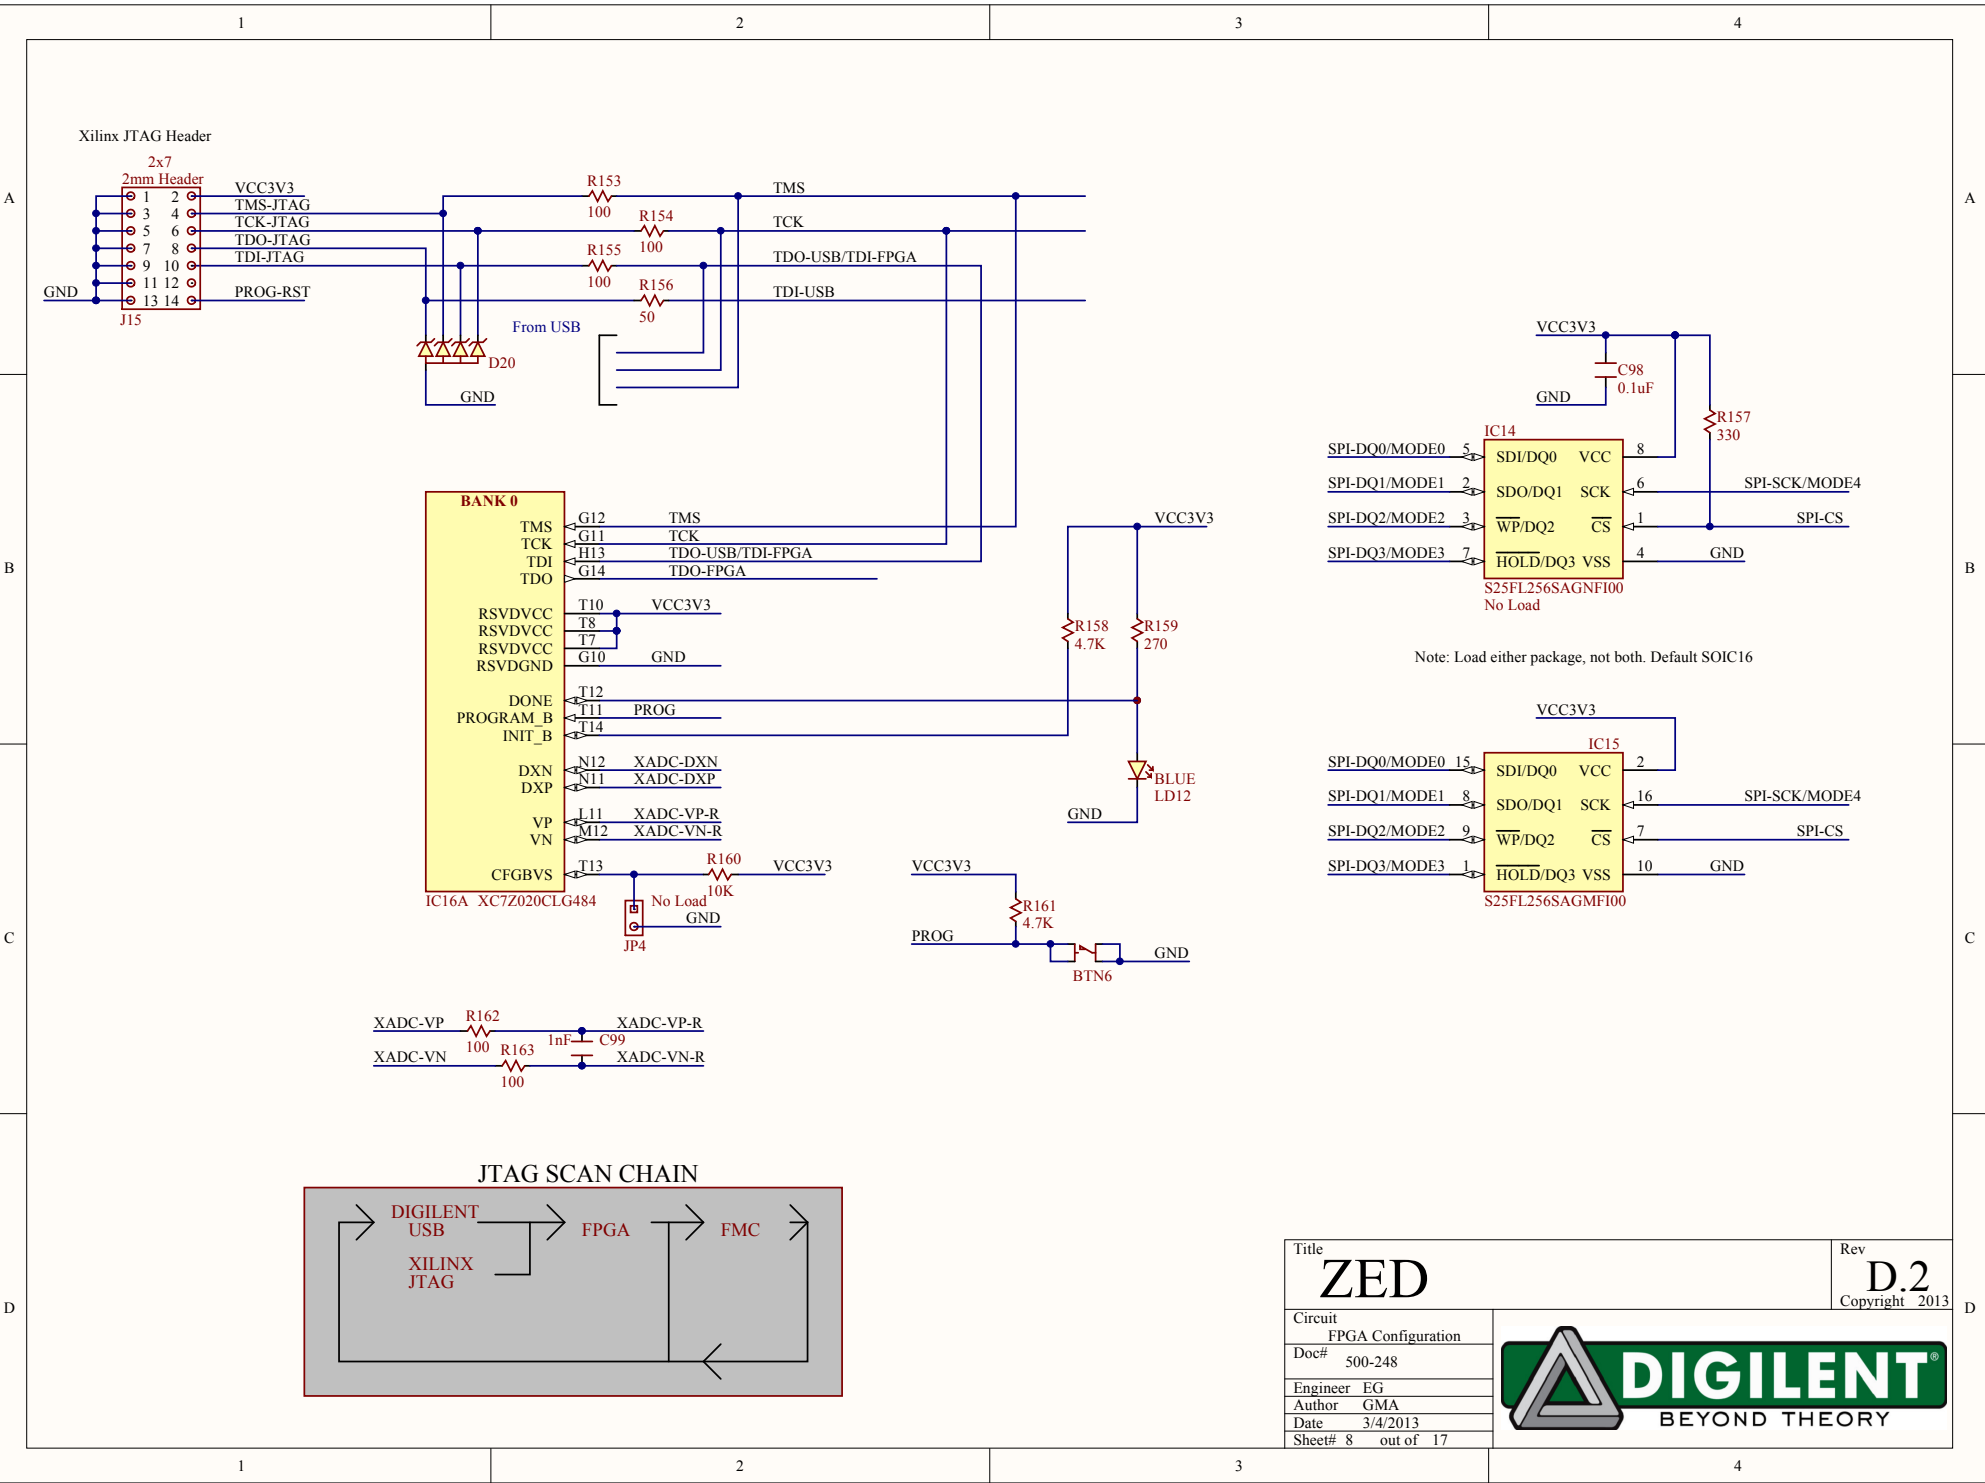 1 2 3 4
A
B
C
D
Xilinx JTAG Header
2x7
2mm Header
1 2 VCC3V3
3 4 TMS-JTAG
5 6 TCK-JTAG
7 8 TDO-JTAG
9 10 TDI-JTAG
11 12
GND 13 14 PROG-RST
J15
R153
100
TMS
R154
100
TCK
R155
100
TDO-USB/TDI-FPGA
R156
50
TDI-USB
From USB
D20
GND
BANK 0
TMS G12 TMS
TCK G11 TCK
TDI H13 TDO-USB/TDI-FPGA
TDO G14 TDO-FPGA
RSVDVCC T10 VCC3V3
RSVDVCC T8
RSVDVCC T7
RSVDGND G10 GND
DONE T12
PROGRAM_B T11 PROG
INIT_B T14
DXN N12 XADC-DXN
DXP N11 XADC-DXP
VP L11 XADC-VP-R
VN M12 XADC-VN-R
CFGBVS T13
IC16A XC7Z020CLG484
R160
10K
VCC3V3
No Load
GND
JP4
VCC3V3
R158
4.7K
R159
270
BLUE
LD12
GND
VCC3V3
R161
4.7K
PROG
BTN6
GND
XADC-VP R162 XADC-VP-R
100
1nF C99
XADC-VN R163 XADC-VN-R
100
VCC3V3
C98
0.1uF
GND
R157
330
IC14
SPI-DQ0/MODE0 5 SDI/DQ0 VCC 8
SPI-DQ1/MODE1 2 SDO/DQ1 SCK 6 SPI-SCK/MODE4
SPI-DQ2/MODE2 3 WP/DQ2 CS 1 SPI-CS
SPI-DQ3/MODE3 7 HOLD/DQ3 VSS 4 GND
S25FL256SAGNFI00
No Load
Note: Load either package, not both. Default SOIC16
VCC3V3
IC15
SPI-DQ0/MODE0 15 SDI/DQ0 VCC 2
SPI-DQ1/MODE1 8 SDO/DQ1 SCK 16 SPI-SCK/MODE4
SPI-DQ2/MODE2 9 WP/DQ2 CS 7 SPI-CS
SPI-DQ3/MODE3 1 HOLD/DQ3 VSS 10 GND
S25FL256SAGMFI00
JTAG SCAN CHAIN
DIGILENT
USB
XILINX
JTAG
FPGA
FMC
Title
ZED
Rev
D.2
Copyright 2013
Circuit
FPGA Configuration
Doc#
500-248
Engineer EG
Author GMA
Date 3/4/2013
Sheet# 8 out of 17
DIGILENT®
BEYOND THEORY
A
B
C
D
1 2 3 4